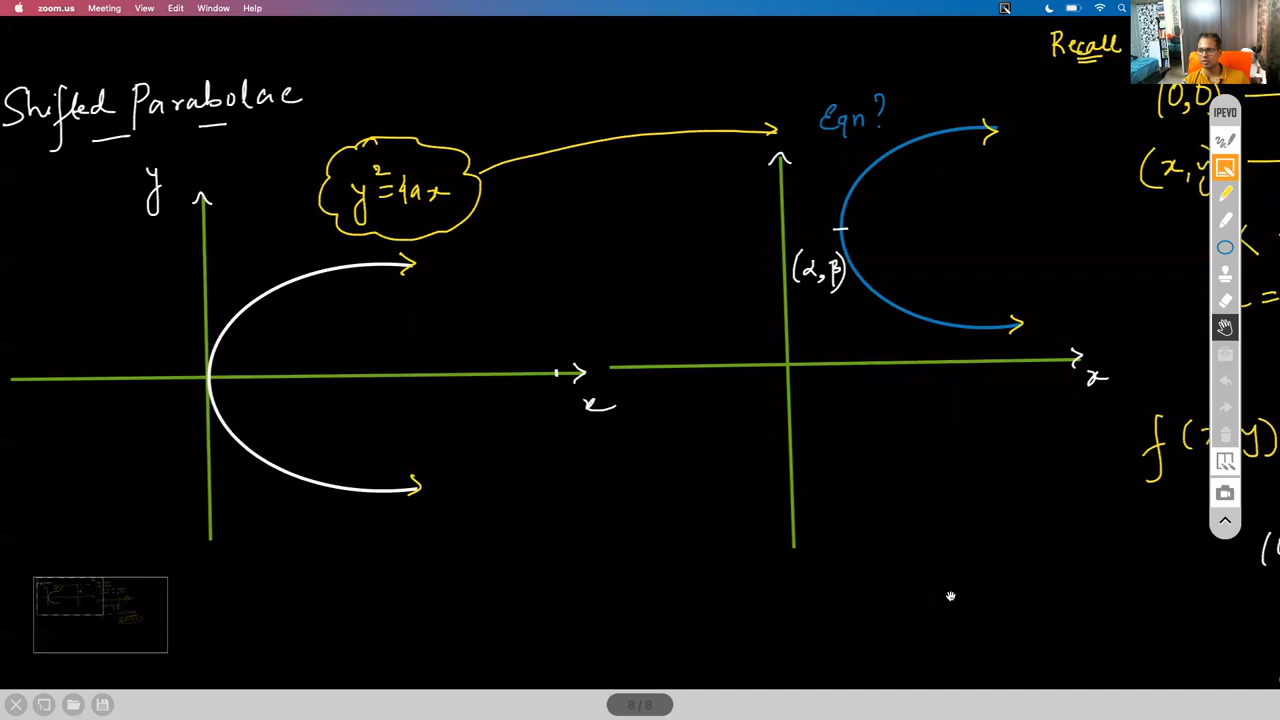 zoom.us Meeting View Edit Window Help
Recall
Shifted Parabolae
Eqn?
(0,0)
IPEVO
y
y²=4ax
(x,y
(α,β)
x
x
f(x,y)
8/8